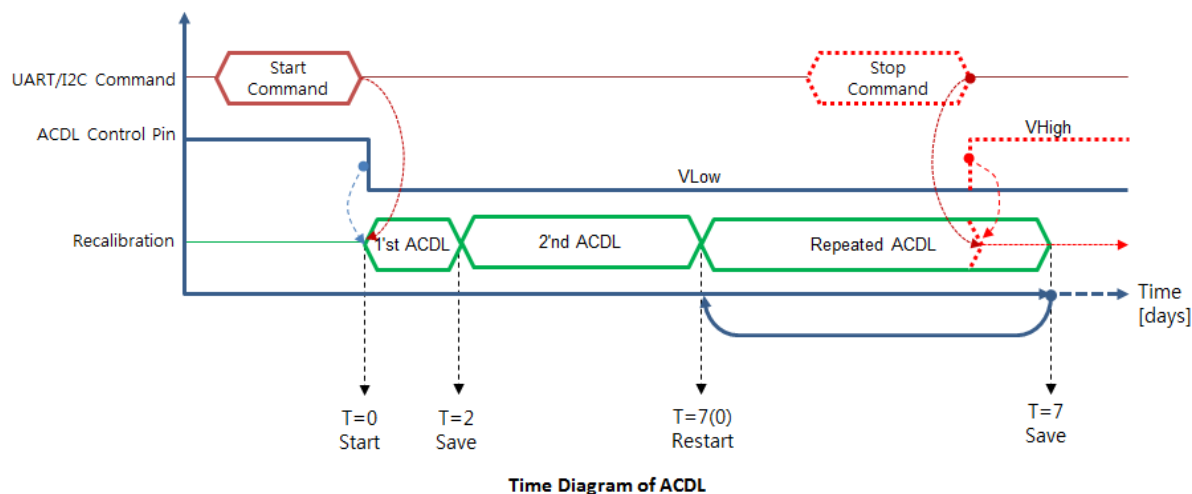 Start
Command
Stop
Command
UART/I2C Command
ACDL Control Pin
VHigh
VLow
Recalibration
1'st ACDL
2'nd ACDL
Repeated ACDL
Time
[days]
T=0
Start
T=2
Save
T=7(0)
Restart
T=7
Save
Time Diagram of ACDL